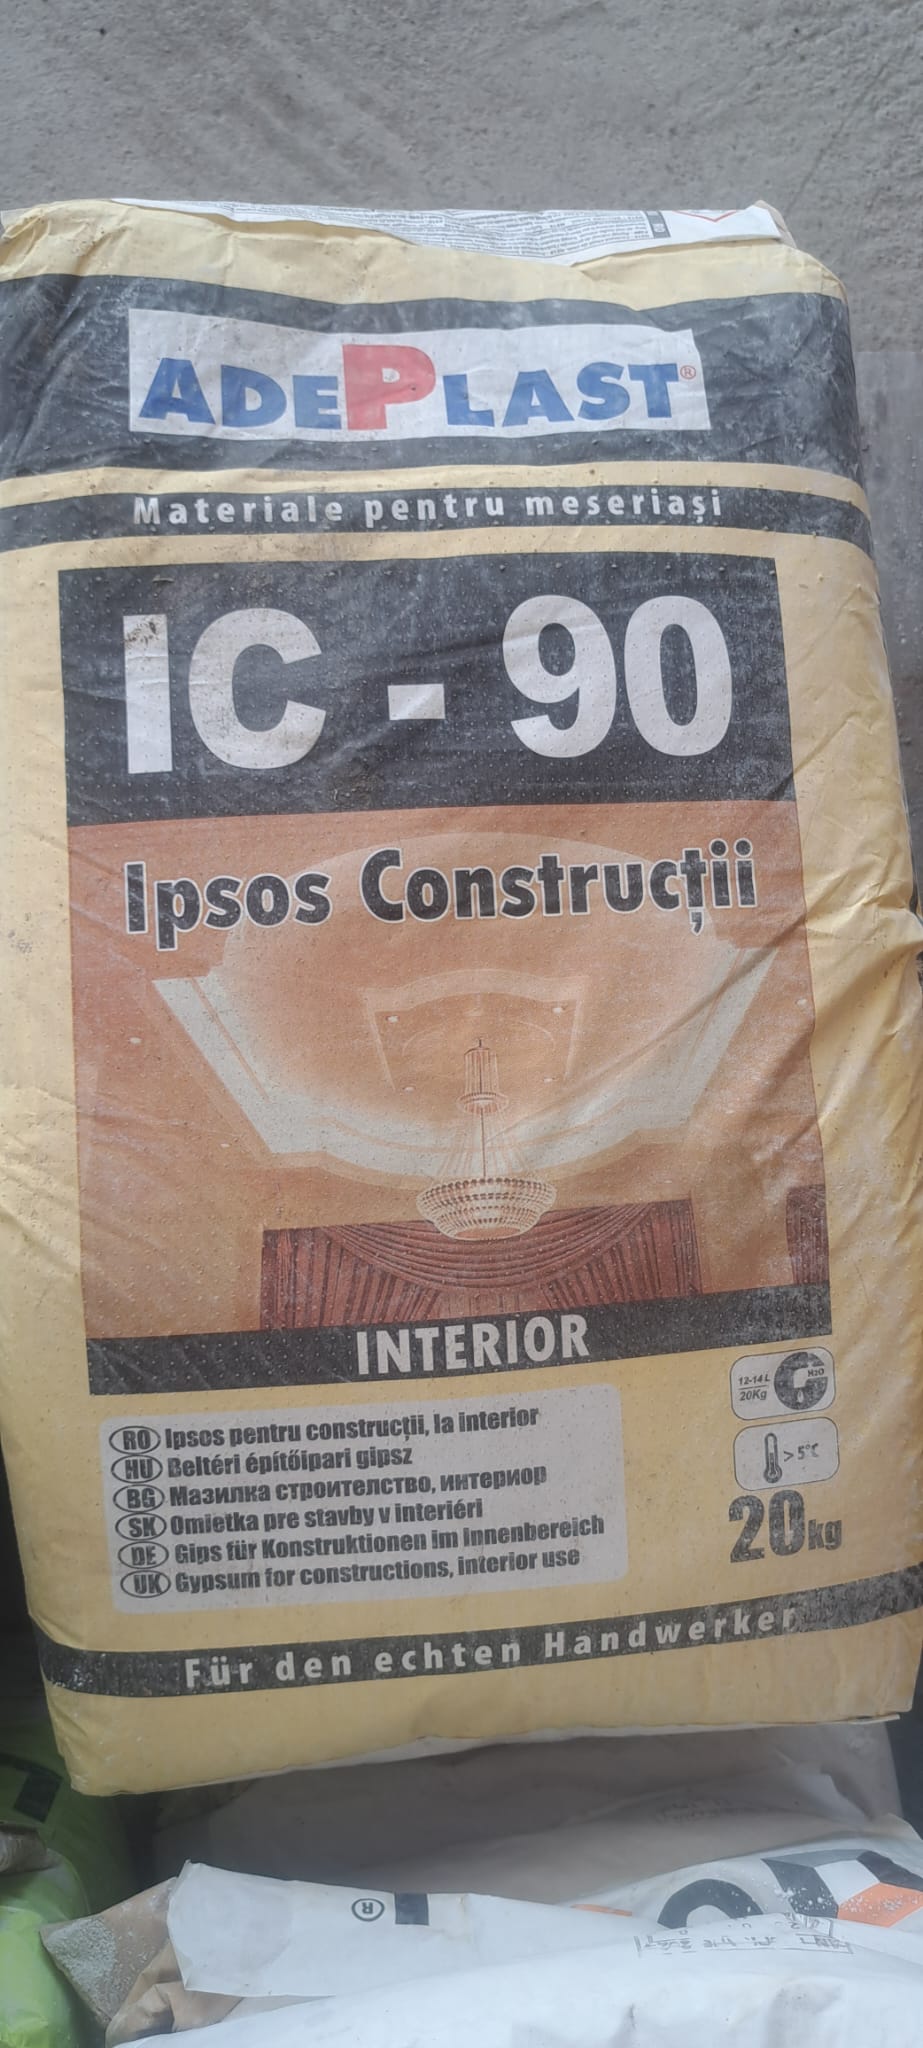 ADEPLAST®
Materiale pentru meseriași
IC - 90
Ipsos Construcții
INTERIOR
12-14 L
20Kg
H2O
RO Ipsos pentru construcții, la interior
HU Beltéri építőipari gipsz
BG Мазилка строителство, интериор
SK Omietka pre stavby v interiéri
DE Gips für Konstruktionen im Innenbereich
UK Gypsum for constructions, interior use
> 5°C
20kg
Für den echten Handwerker
®